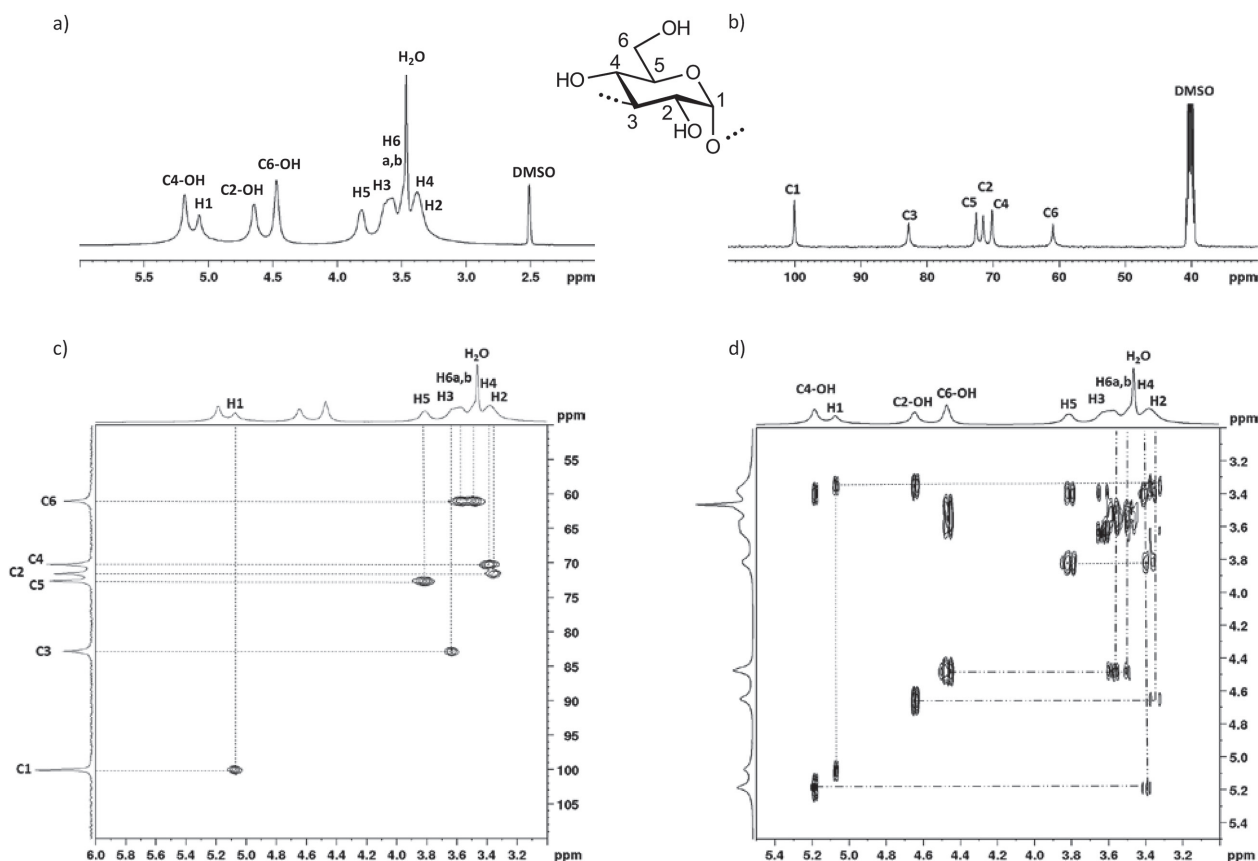 a)
H2O
H6
a,b
C4-OH
H1
C2-OH
C6-OH
H5
H3
H4
H2
DMSO
5.5 5.0 4.5 4.0 3.5 3.0 2.5 2.0 ppm
6
OH
4
HO
5
O
1
2
3
HO
O
b)
DMSO
C1
C3
C5
C2
C4
C6
100 90 80 70 60 50 40 ppm
c)
H2O
H6a,b
H1
H5
H3
H4
H2
ppm
C6
C4
C2
C5
C3
C1
55
60
65
70
75
80
85
90
95
100
105
6.0 5.8 5.6 5.4 5.2 5.0 4.8 4.6 4.4 4.2 4.0 3.8 3.6 3.4 3.2 ppm
d)
H2O
C4-OH
H1
C2-OH
C6-OH
H5
H6a,b
H3
H4
H2
ppm
3.2
3.4
3.6
3.8
4.0
4.2
4.4
4.6
4.8
5.0
5.2
5.4
5.4 5.2 5.0 4.8 4.6 4.4 4.2 4.0 3.8 3.6 3.4 3.2 ppm